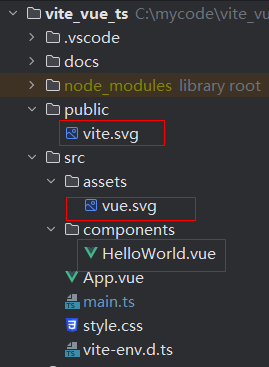 vite_vue_ts C:\mycode\vite_vu
.vscode
docs
node_modules library root
public
vite.svg
src
assets
vue.svg
components
HelloWorld.vue
App.vue
main.ts
style.css
vite-env.d.ts